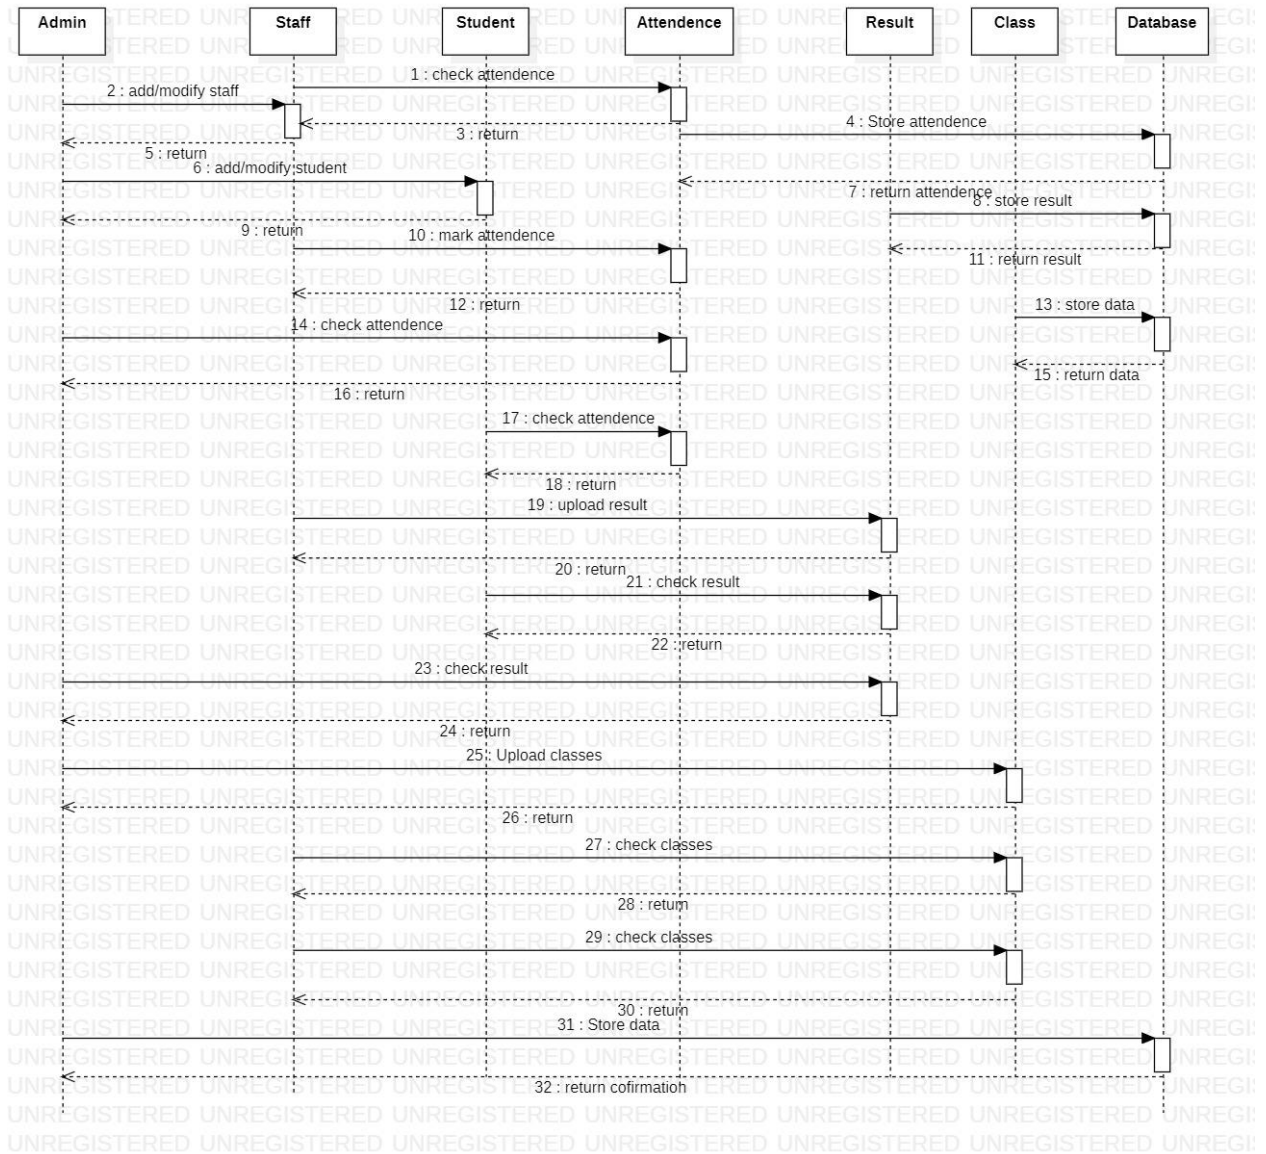 Admin
Staff
Student
Attendence
Result
Class
Database
1 : check attendence
2 : add/modify staff
4 : Store attendence
3 : return
5 : return
6 : add/modify student
7 : return attendence
8 : store result
9 : return
10 : mark attendence
11 : return result
12 : return
13 : store data
14 : check attendence
15 : return data
16 : return
17 : check attendence
18 : return
19 : upload result
20 : return
21 : check result
22 : return
23 : check result
24 : return
25 : Upload classes
26 : return
27 : check classes
28 : return
29 : check classes
30 : return
31 : Store data
32 : return cofirmation
UNREGISTERED